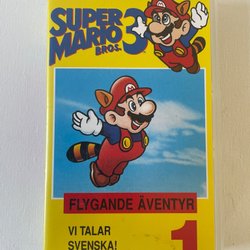 SUPER
MARIO 3
BROS.
FLYGANDE ÄVENTYR
VI TALAR
SVENSKA!
1